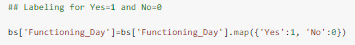 ## Labeling for Yes=1 and No=0
bs['Functioning_Day']=bs['Functioning_Day'].map({'Yes':1, 'No':0})